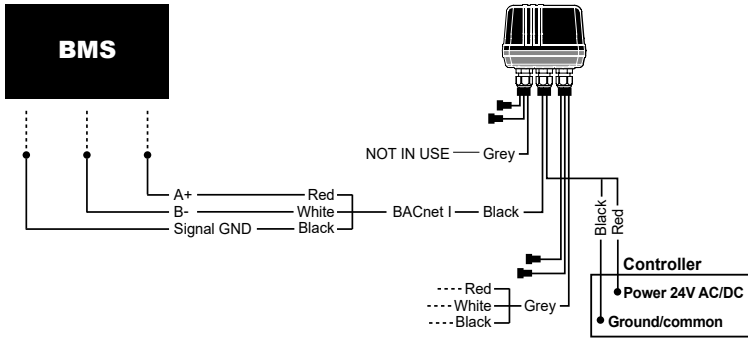 BMS
NOT IN USE Grey
A+ Red
B- White BACnet I Black
Signal GND Black
Black
Red
Controller
Power 24V AC/DC
Ground/common
Red
White Grey
Black